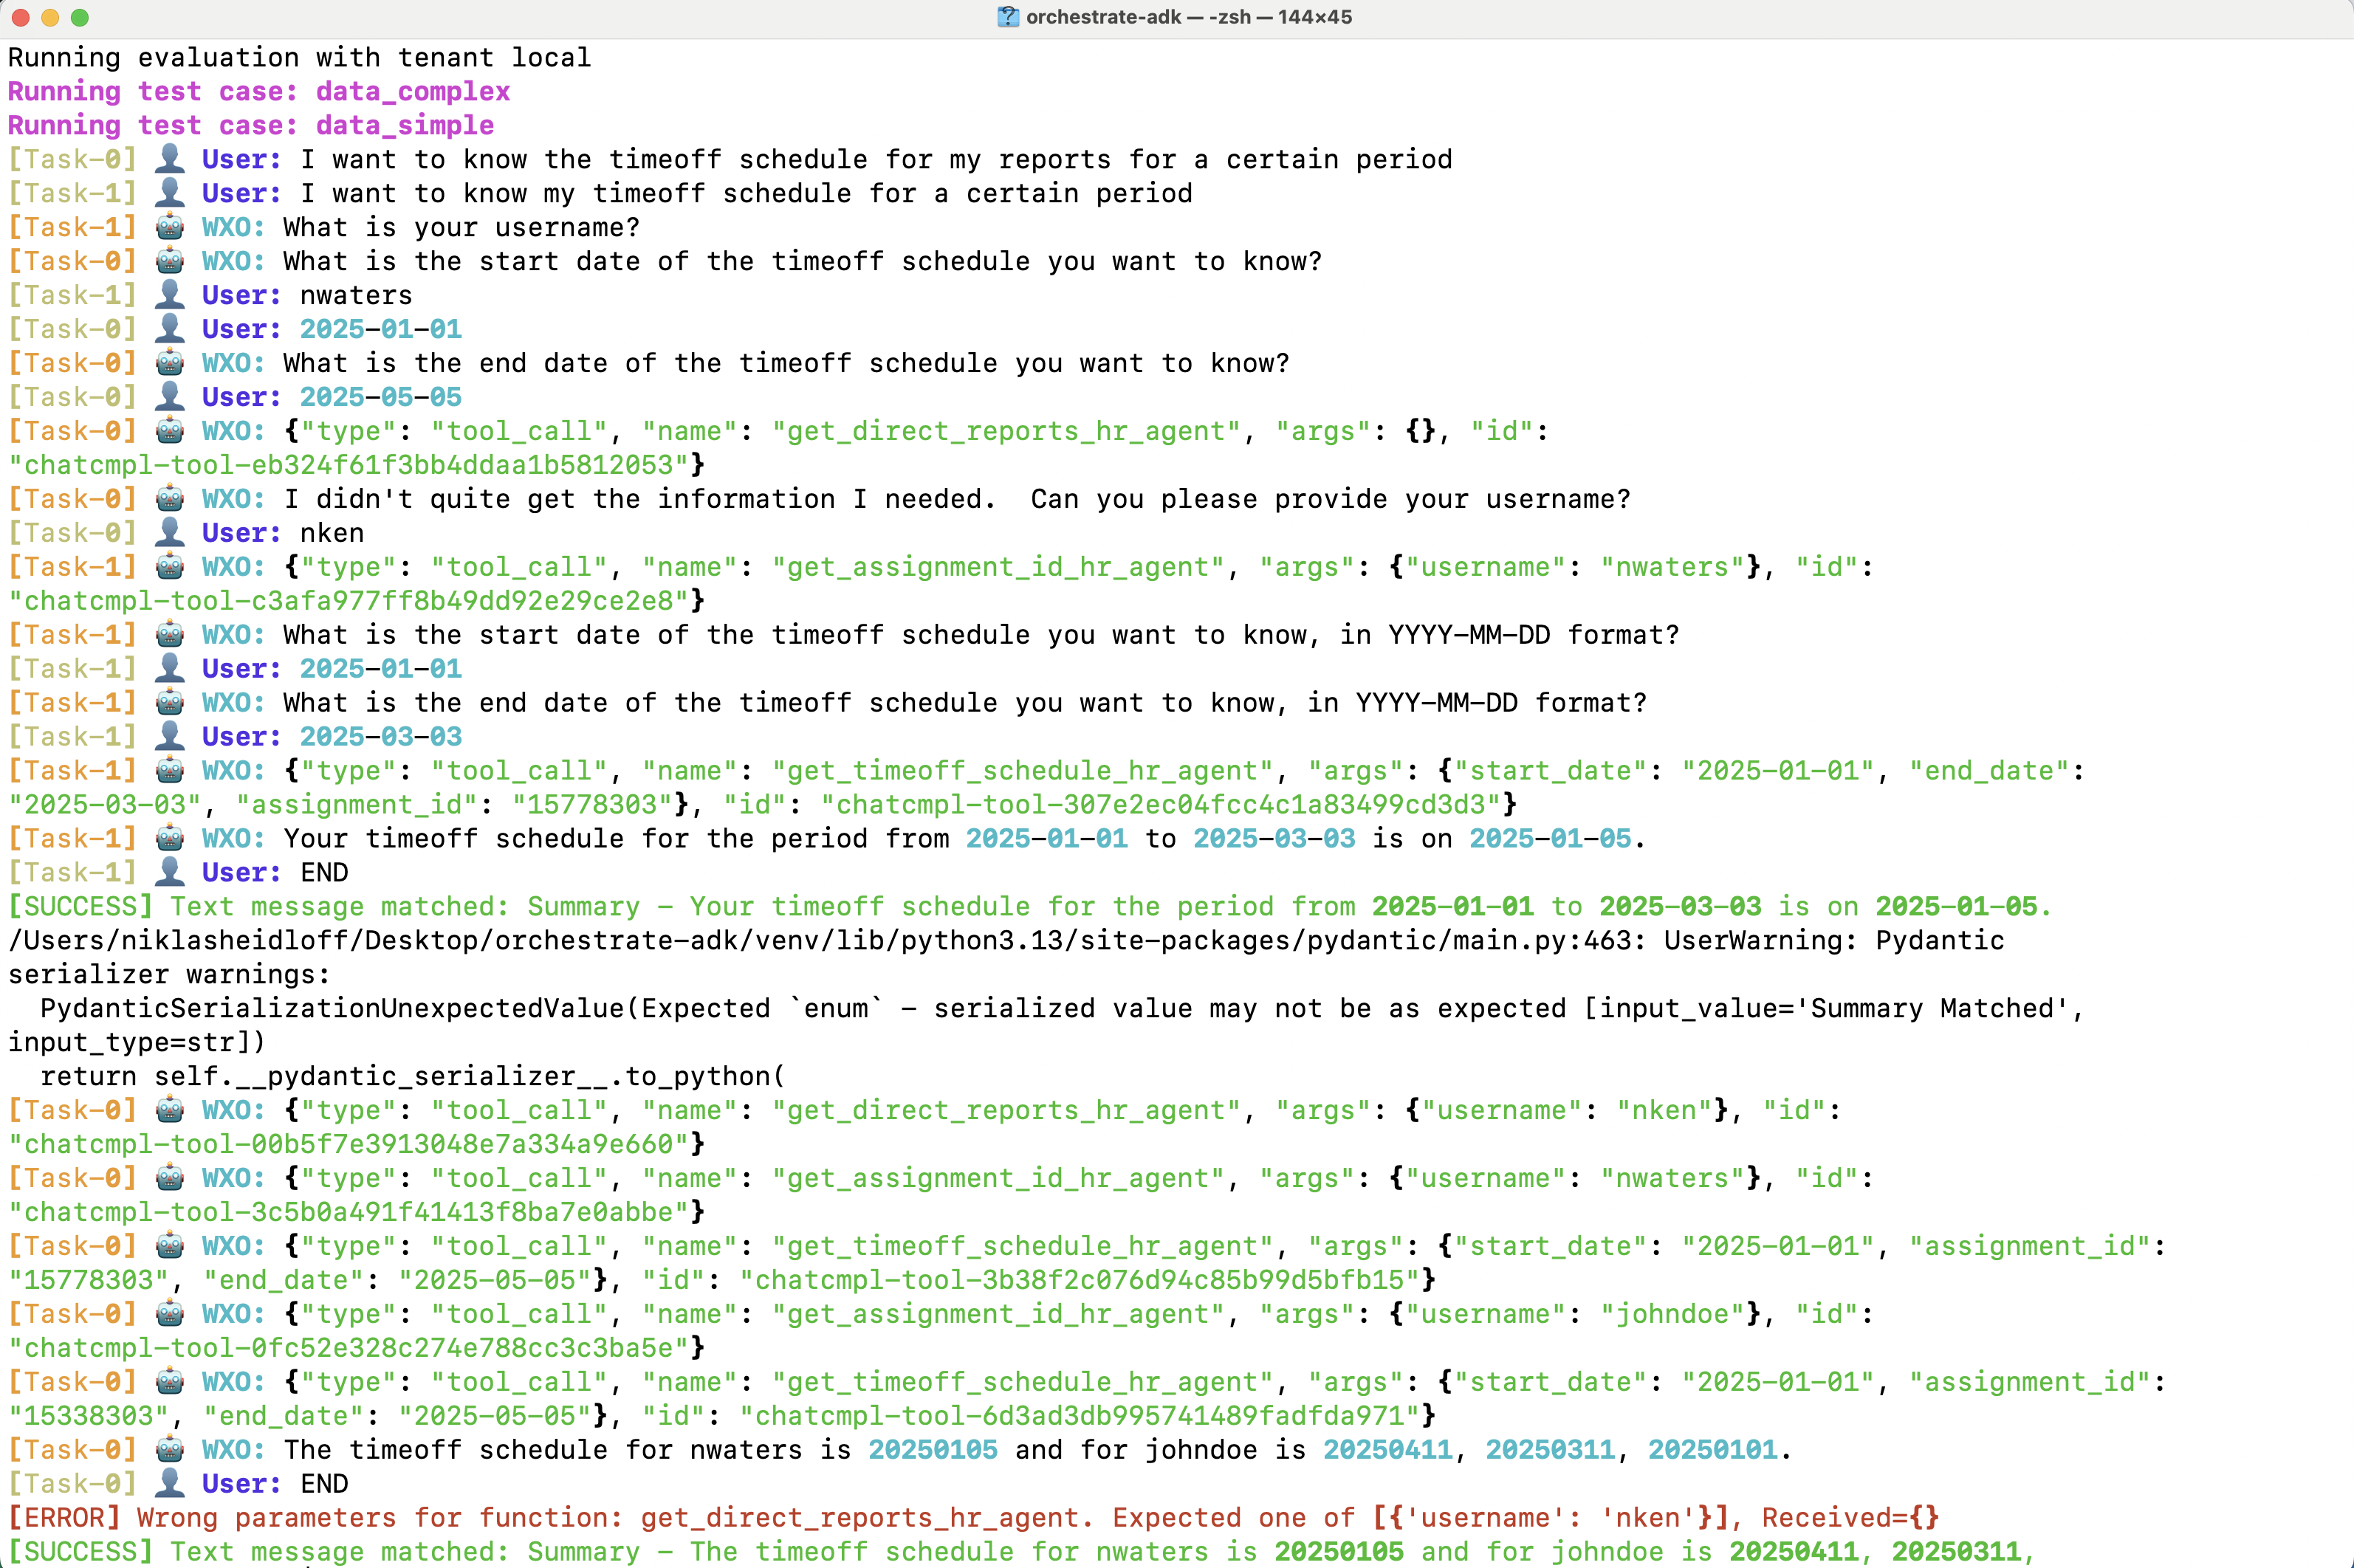 orchestrate-adk — -zsh — 144×45
Running evaluation with tenant local
Running test case: data_complex
Running test case: data_simple
[Task-0] 👤 User: I want to know the timeoff schedule for my reports for a certain period
[Task-1] 👤 User: I want to know my timeoff schedule for a certain period
[Task-1] 🤖 WXO: What is your username?
[Task-0] 🤖 WXO: What is the start date of the timeoff schedule you want to know?
[Task-1] 👤 User: nwaters
[Task-0] 👤 User: 2025-01-01
[Task-0] 🤖 WXO: What is the end date of the timeoff schedule you want to know?
[Task-0] 👤 User: 2025-05-05
[Task-0] 🤖 WXO: {"type": "tool_call", "name": "get_direct_reports_hr_agent", "args": {}, "id":
"chatcmpl-tool-eb324f61f3bb4ddaa1b5812053"}
[Task-0] 🤖 WXO: I didn't quite get the information I needed.  Can you please provide your username?
[Task-0] 👤 User: nken
[Task-1] 🤖 WXO: {"type": "tool_call", "name": "get_assignment_id_hr_agent", "args": {"username": "nwaters"}, "id":
"chatcmpl-tool-c3afa977ff8b49dd92e29ce2e8"}
[Task-1] 🤖 WXO: What is the start date of the timeoff schedule you want to know, in YYYY-MM-DD format?
[Task-1] 👤 User: 2025-01-01
[Task-1] 🤖 WXO: What is the end date of the timeoff schedule you want to know, in YYYY-MM-DD format?
[Task-1] 👤 User: 2025-03-03
[Task-1] 🤖 WXO: {"type": "tool_call", "name": "get_timeoff_schedule_hr_agent", "args": {"start_date": "2025-01-01", "end_date":
"2025-03-03", "assignment_id": "15778303"}, "id": "chatcmpl-tool-307e2ec04fcc4c1a83499cd3d3"}
[Task-1] 🤖 WXO: Your timeoff schedule for the period from 2025-01-01 to 2025-03-03 is on 2025-01-05.
[Task-1] 👤 User: END
[SUCCESS] Text message matched: Summary - Your timeoff schedule for the period from 2025-01-01 to 2025-03-03 is on 2025-01-05.
/Users/niklasheidloff/Desktop/orchestrate-adk/venv/lib/python3.13/site-packages/pydantic/main.py:463: UserWarning: Pydantic
serializer warnings:
  PydanticSerializationUnexpectedValue(Expected `enum` - serialized value may not be as expected [input_value='Summary Matched',
input_type=str])
  return self.__pydantic_serializer__.to_python(
[Task-0] 🤖 WXO: {"type": "tool_call", "name": "get_direct_reports_hr_agent", "args": {"username": "nken"}, "id":
"chatcmpl-tool-00b5f7e3913048e7a334a9e660"}
[Task-0] 🤖 WXO: {"type": "tool_call", "name": "get_assignment_id_hr_agent", "args": {"username": "nwaters"}, "id":
"chatcmpl-tool-3c5b0a491f41413f8ba7e0abbe"}
[Task-0] 🤖 WXO: {"type": "tool_call", "name": "get_timeoff_schedule_hr_agent", "args": {"start_date": "2025-01-01", "assignment_id":
"15778303", "end_date": "2025-05-05"}, "id": "chatcmpl-tool-3b38f2c076d94c85b99d5bfb15"}
[Task-0] 🤖 WXO: {"type": "tool_call", "name": "get_assignment_id_hr_agent", "args": {"username": "johndoe"}, "id":
"chatcmpl-tool-0fc52e328c274e788cc3c3ba5e"}
[Task-0] 🤖 WXO: {"type": "tool_call", "name": "get_timeoff_schedule_hr_agent", "args": {"start_date": "2025-01-01", "assignment_id":
"15338303", "end_date": "2025-05-05"}, "id": "chatcmpl-tool-6d3ad3db995741489fadfda971"}
[Task-0] 🤖 WXO: The timeoff schedule for nwaters is 20250105 and for johndoe is 20250411, 20250311, 20250101.
[Task-0] 👤 User: END
[ERROR] Wrong parameters for function: get_direct_reports_hr_agent. Expected one of [{'username': 'nken'}], Received={}
[SUCCESS] Text message matched: Summary - The timeoff schedule for nwaters is 20250105 and for johndoe is 20250411, 20250311,